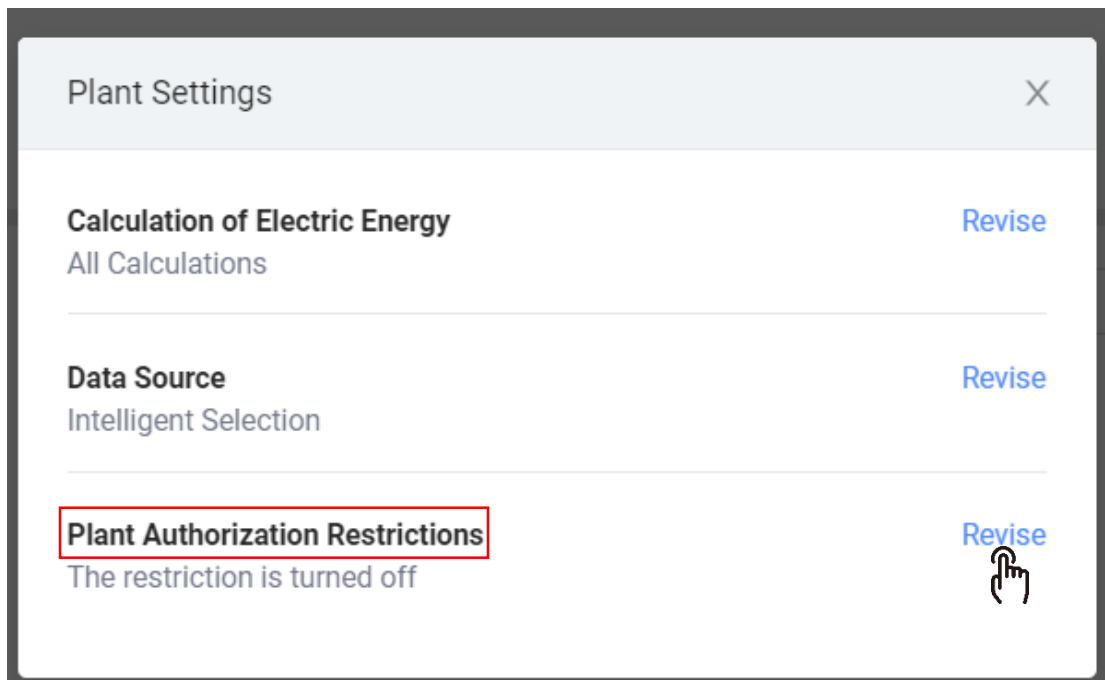 Plant Settings
X
Calculation of Electric Energy
Revise
All Calculations
Data Source
Revise
Intelligent Selection
Plant Authorization Restrictions
Revise
The restriction is turned off